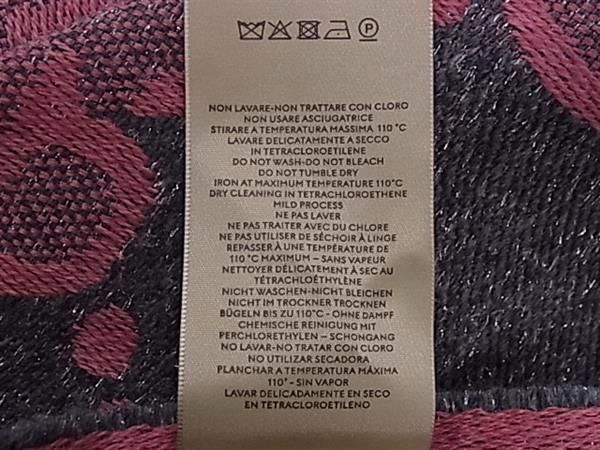 P
NON LAVARE-NON TRATTARE CON CLORO
NON USARE ASCIUGATRICE
STIRARE A TEMPERATURA MASSIMA 110 °C
LAVARE DELICATAMENTE A SECCO
IN TETRACLOROETILENE
DO NOT WASH-DO NOT BLEACH
DO NOT TUMBLE DRY
IRON AT MAXIMUM TEMPERATURE 110°C
DRY CLEANING IN TETRACHLOROETHENE
MILD PROCESS
NE PAS LAVER
NE PAS TRAITER AVEC DU CHLORE
NE PAS UTILISER DE SÉCHOIR À LINGE
REPASSER À UNE TEMPÉRATURE DE
110 °C MAXIMUM – SANS VAPEUR
NETTOYER DÉLICATEMENT À SEC AU
TÉTRACHLOÉTHYLÈNE
NICHT WASCHEN-NICHT BLEICHEN
NICHT IM TROCKNER TROCKNEN
BÜGELN BIS ZU 110°C - OHNE DAMPF
CHEMISCHE REINIGUNG MIT
PERCHLORETHYLEN – SCHONGANG
NO LAVAR-NO TRATAR CON CLORO
NO UTILIZAR SECADORA
PLANCHAR A TEMPERATURA MÁXIMA
110° - SIN VAPOR
LAVAR DELICADAMENTE EN SECO
EN TETRACLOROETILENO